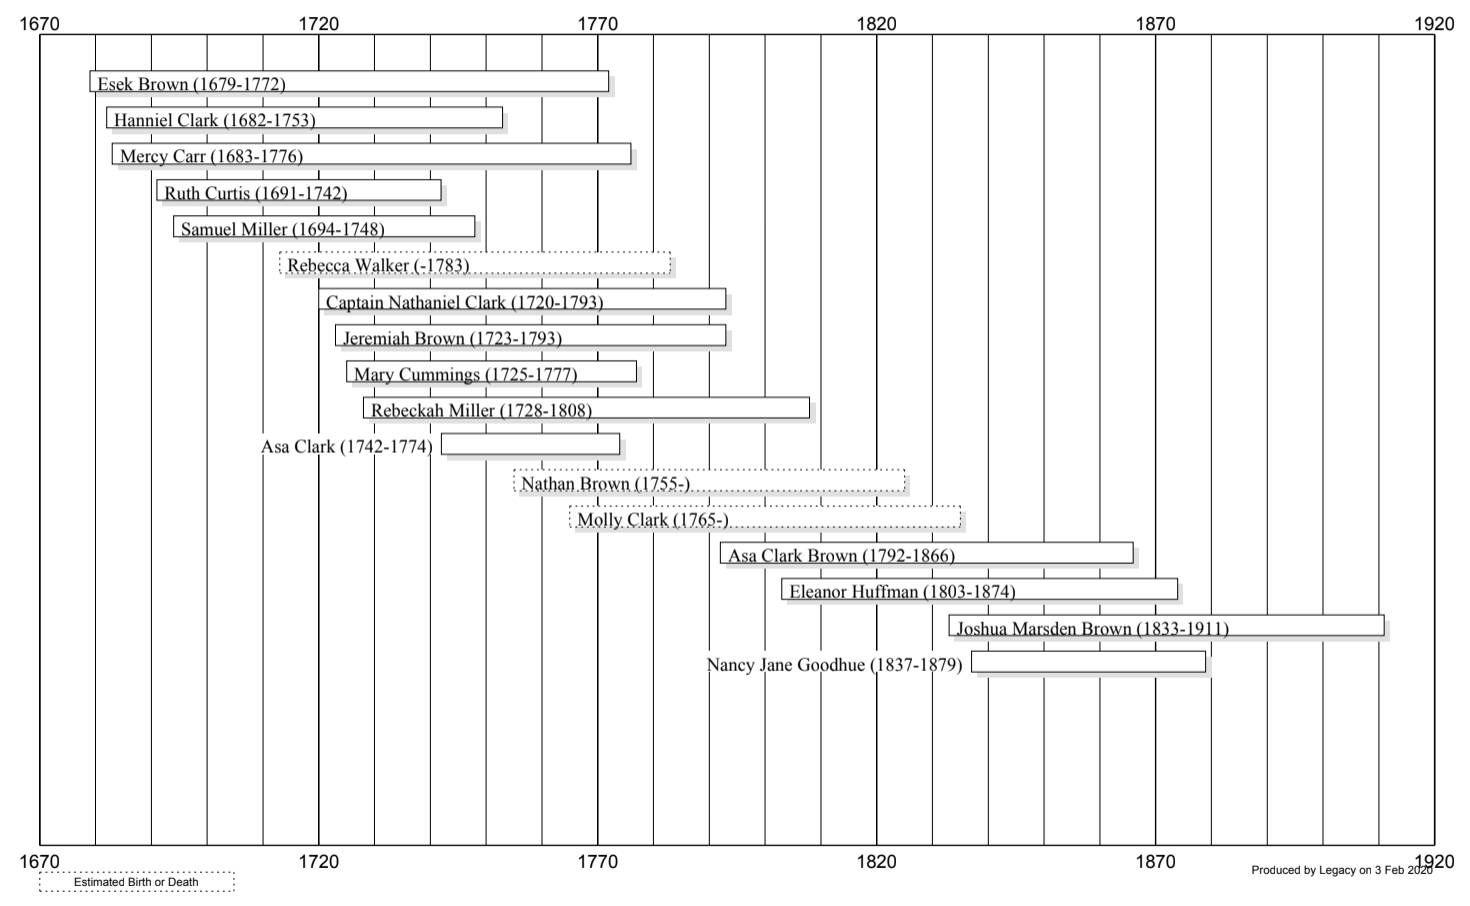 1670 1720 1770 1820 1870 1920
Esek Brown (1679-1772)
Hanniel Clark (1682-1753)
Mercy Carr (1683-1776)
Ruth Curtis (1691-1742)
Samuel Miller (1694-1748)
Rebecca Walker (-1783)
Captain Nathaniel Clark (1720-1793)
Jeremiah Brown (1723-1793)
Mary Cummings (1725-1777)
Rebeckah Miller (1728-1808)
Asa Clark (1742-1774)
Nathan Brown (1755-)
Molly Clark (1765-)
Asa Clark Brown (1792-1866)
Eleanor Huffman (1803-1874)
Joshua Marsden Brown (1833-1911)
Nancy Jane Goodhue (1837-1879)
1670 1720 1770 1820 1870 1920
Produced by Legacy on 3 Feb 2020
Estimated Birth or Death